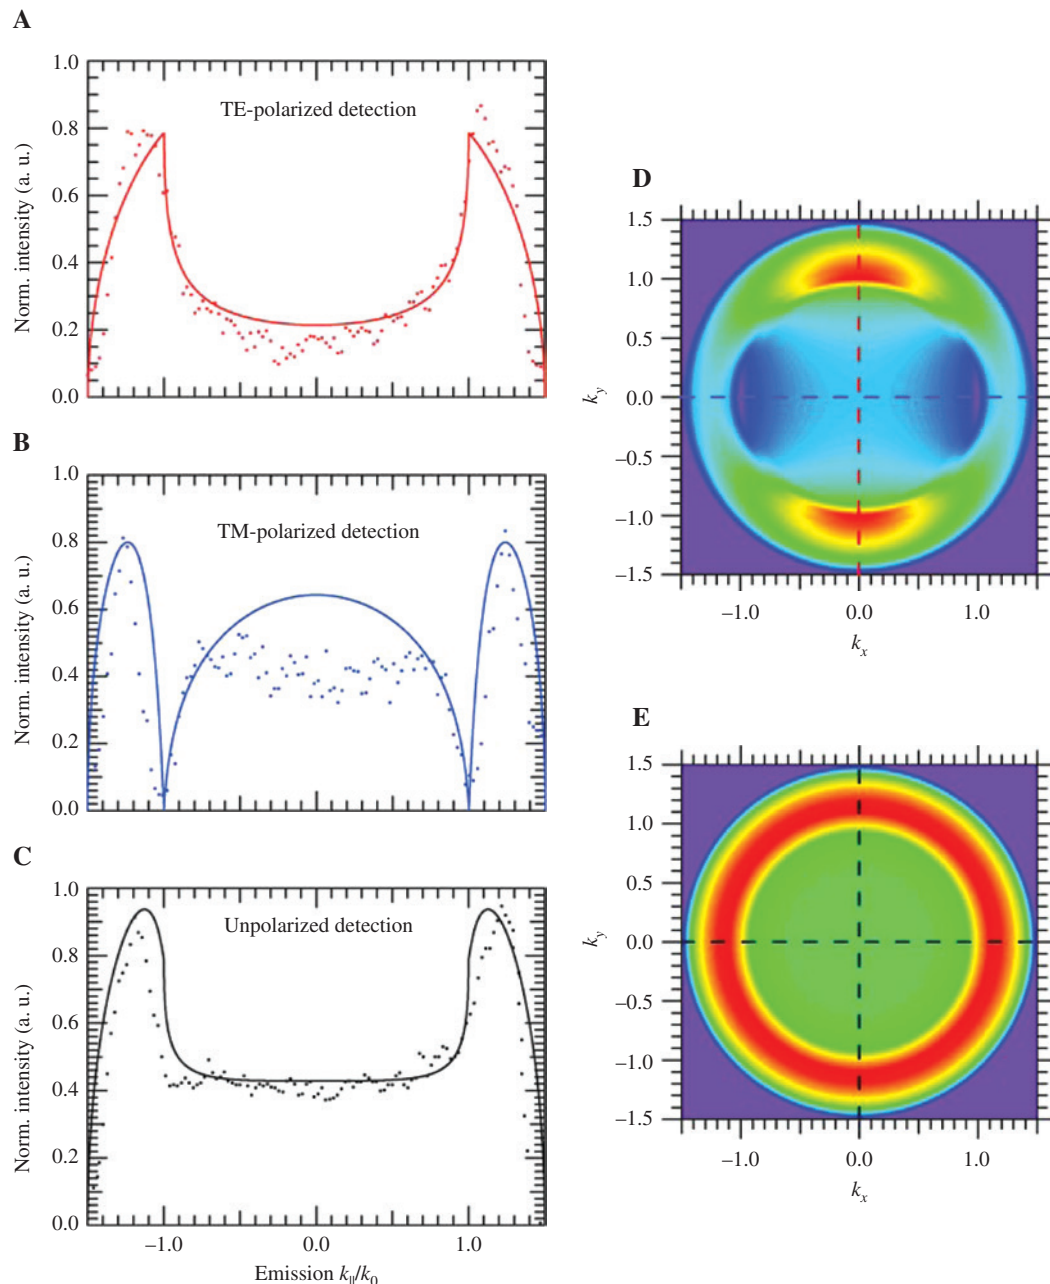 A
1.0
0.8
0.6
0.4
0.2
0.0
Norm. intensity (a. u.)
TE-polarized detection
B
1.0
0.8
0.6
0.4
0.2
0.0
Norm. intensity (a. u.)
TM-polarized detection
C
1.0
0.8
0.6
0.4
0.2
0.0
Norm. intensity (a. u.)
Unpolarized detection
–1.0 0.0 1.0
Emission k||/k0
D
1.5
1.0
0.5
0.0
–0.5
–1.0
–1.5
ky
–1.0 0.0 1.0
kx
E
1.5
1.0
0.5
0.0
–0.5
–1.0
–1.5
ky
–1.0 0.0 1.0
kx